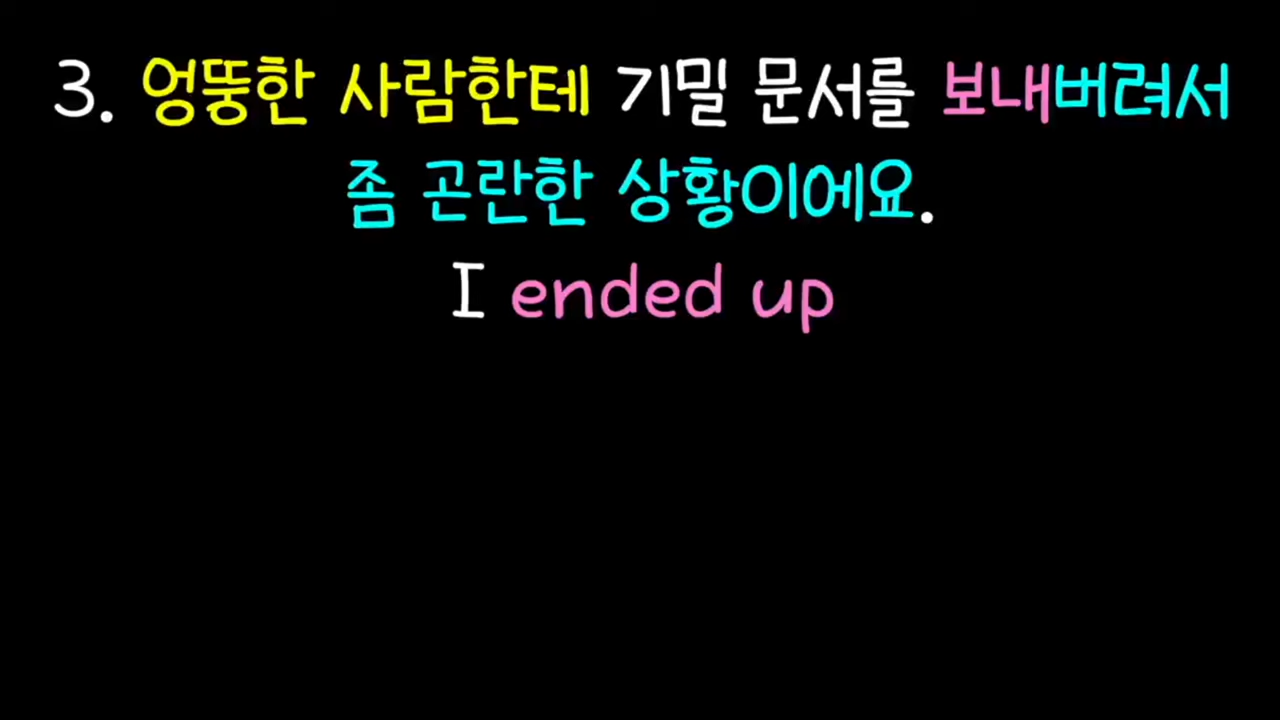 3. 엉뚱한 사람한테 기밀 문서를 보내버려서
좀 곤란한 상황이에요.
I ended up